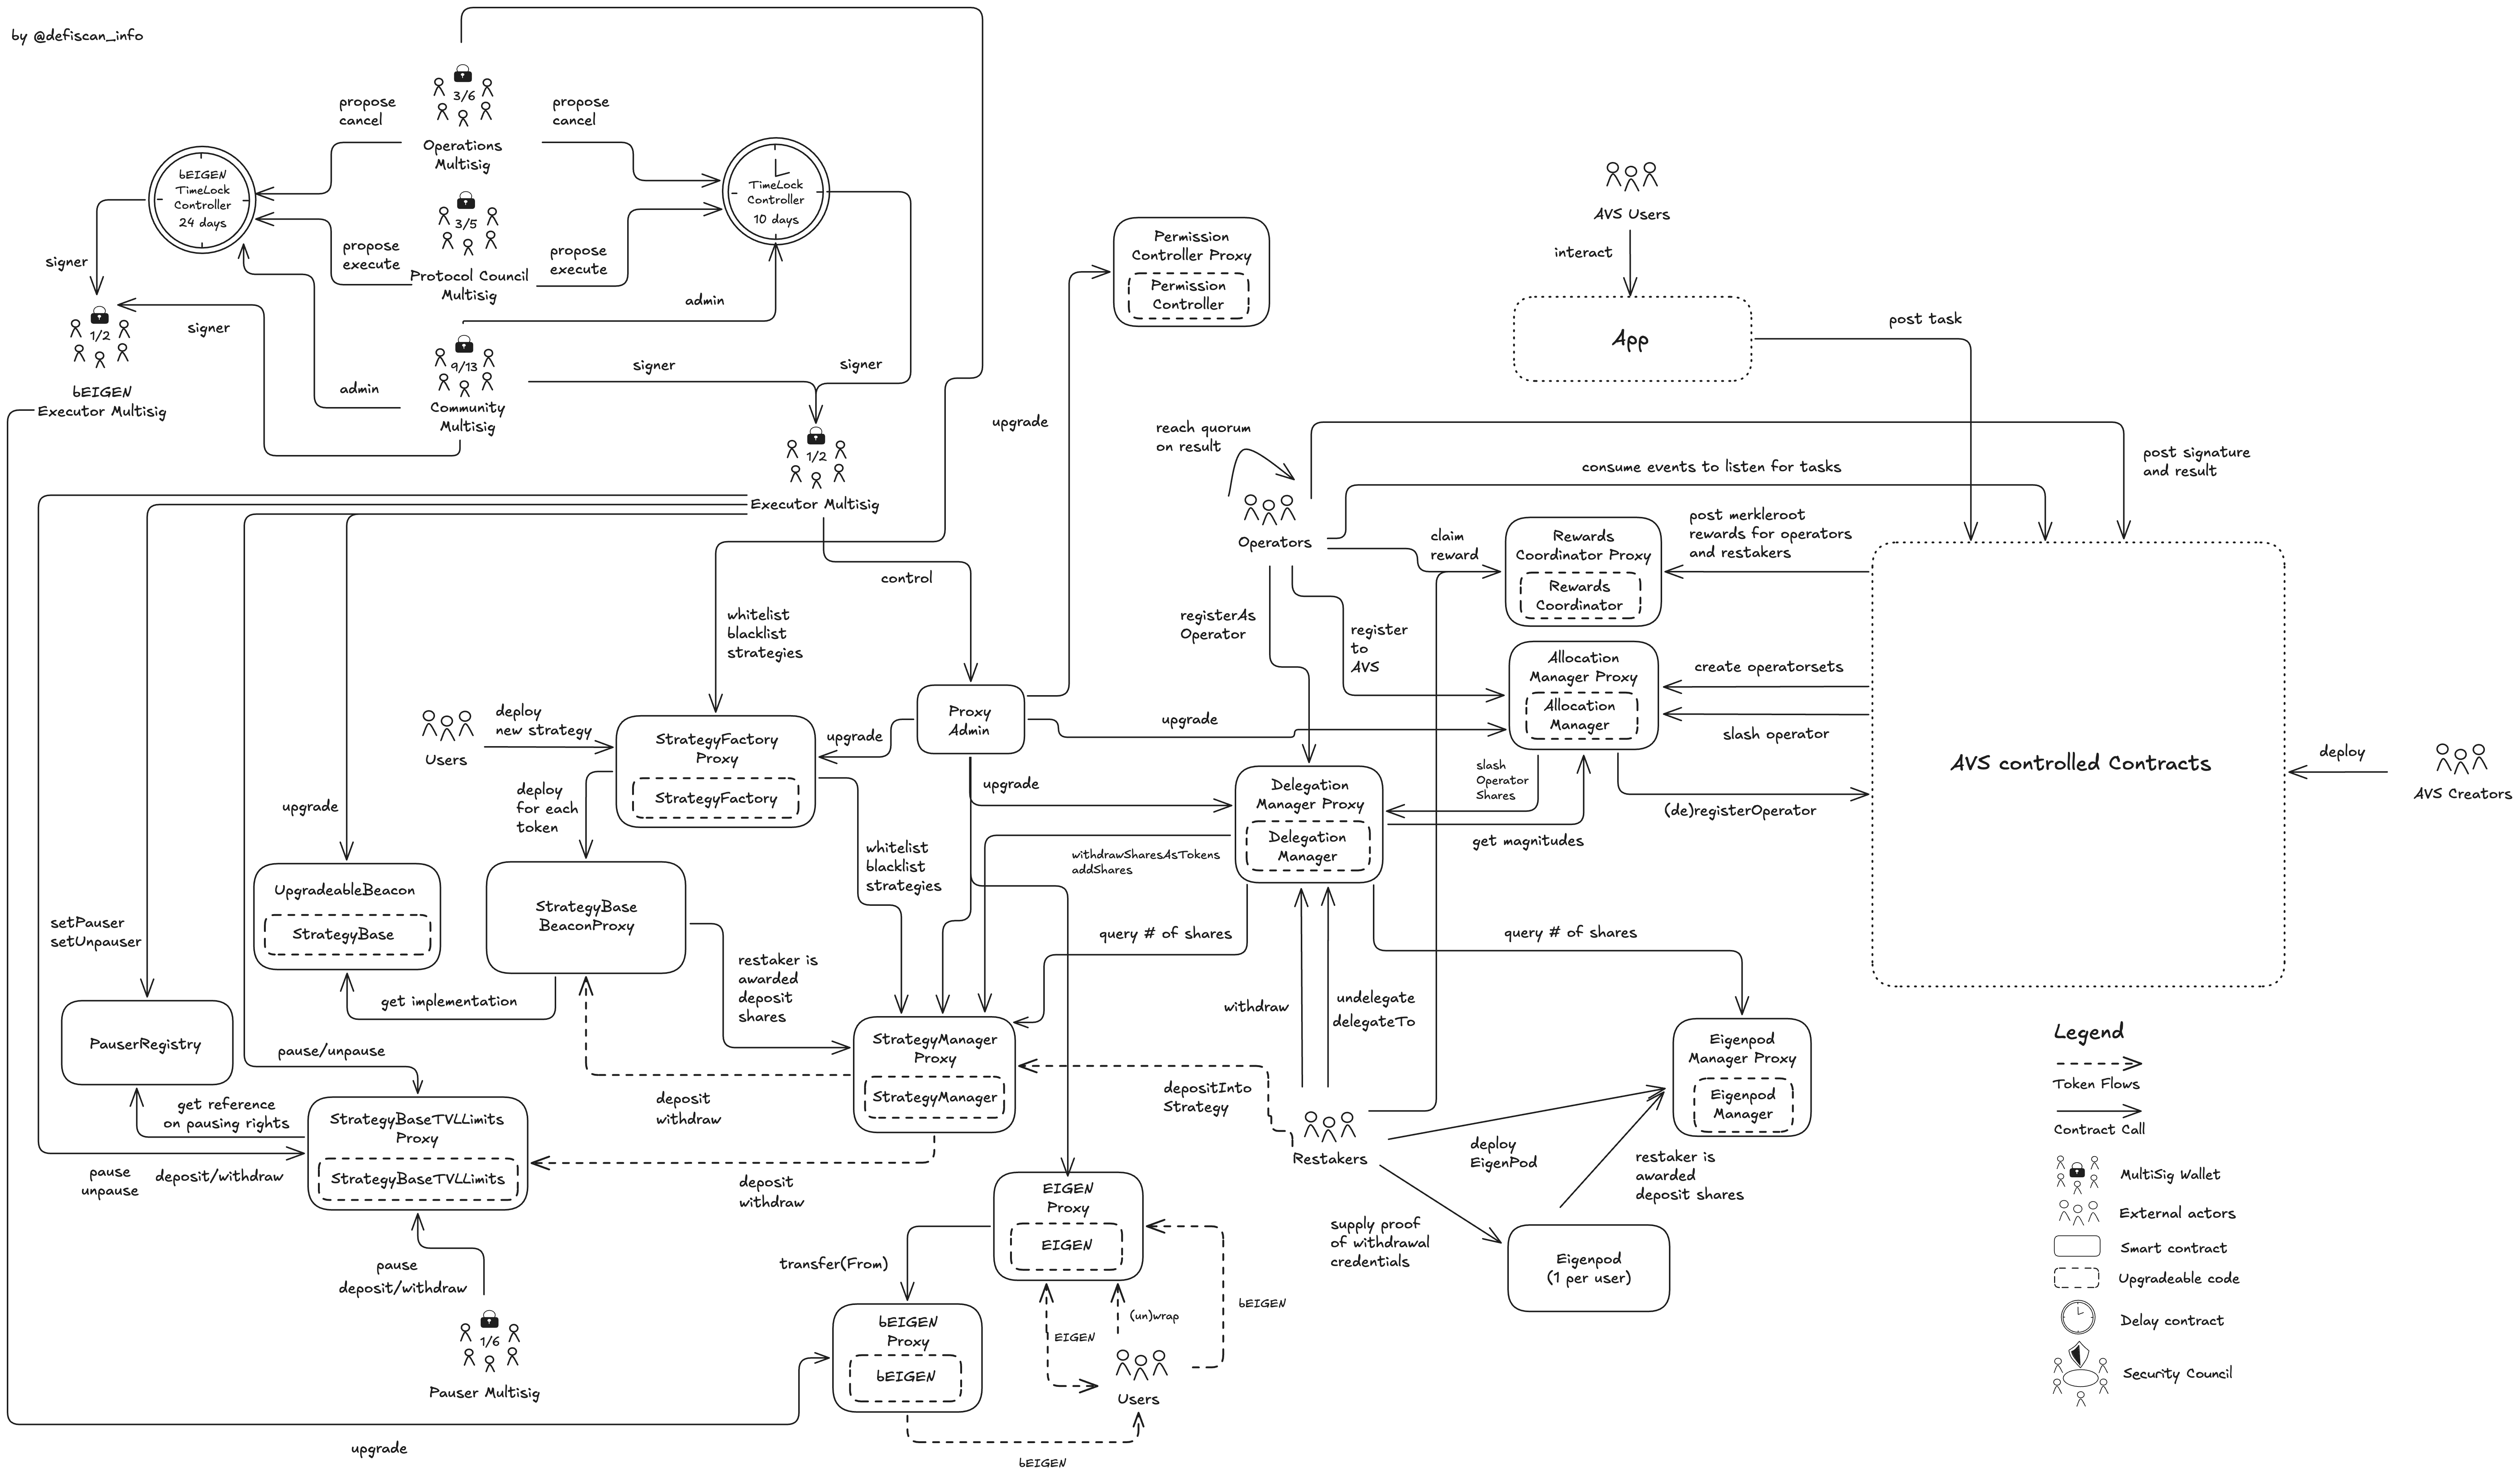 by @defiscan_info
3/6
Operations
Multisig
propose
cancel
propose
cancel
bEIGEN
TimeLock
Controller
24 days
TimeLock
Controller
10 days
3/5
Protocol Council
Multisig
propose
execute
propose
execute
signer
signer
admin
admin
1/2
bEIGEN
Executor Multisig
9/13
Community
Multisig
signer
signer
1/2
Executor Multisig
upgrade
Permission
Controller Proxy
Permission
Controller
AVS Users
interact
App
post task
reach quorum
on result
Operators
consume events to listen for tasks
post signature
and result
claim
reward
Rewards
Coordinator Proxy
Rewards
Coordinator
post merkleroot
rewards for operators
and restakers
control
whitelist
blacklist
strategies
registerAs
Operator
register
to
AVS
Allocation
Manager Proxy
Allocation
Manager
create operatorsets
slash operator
AVS controlled Contracts
deploy
AVS Creators
Users
deploy
new strategy
StrategyFactory
Proxy
StrategyFactory
upgrade
Proxy
Admin
upgrade
upgrade
Delegation
Manager Proxy
Delegation
Manager
slash
Operator
Shares
get magnitudes
(de)registerOperator
upgrade
deploy
for each
token
whitelist
blacklist
strategies
withdrawSharesAsTokens
addShares
UpgradeableBeacon
StrategyBase
StrategyBase
BeaconProxy
setPauser
setUnpauser
query # of shares
query # of shares
restaker is
awarded
deposit
shares
get implementation
withdraw
undelegate
delegateTo
PauserRegistry
pause/unpause
StrategyManager
Proxy
StrategyManager
Eigenpod
Manager Proxy
Eigenpod
Manager
get reference
on pausing rights
StrategyBaseTVLLimits
Proxy
StrategyBaseTVLLimits
deposit
withdraw
depositInto
Strategy
Restakers
deploy
EigenPod
restaker is
awarded
deposit shares
pause
unpause
deposit/withdraw
deposit
withdraw
EIGEN
Proxy
EIGEN
supply proof
of withdrawal
credentials
Eigenpod
(1 per user)
pause
deposit/withdraw
transfer(From)
1/6
Pauser Multisig
bEIGEN
Proxy
bEIGEN
EIGEN
(un)wrap
bEIGEN
Users
upgrade
bEIGEN
Legend
Token Flows
Contract Call
MultiSig Wallet
External actors
Smart contract
Upgradeable code
Delay contract
Security Council